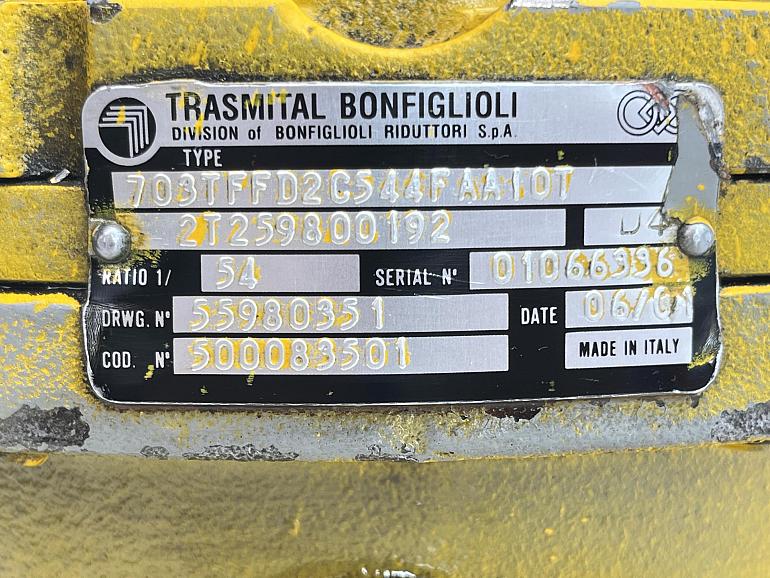 TRASMITAL BONFIGLIOLI
DIVISION of BONFIGLIOLI RIDUTTORI S.p.A.
TYPE
703TFFD2C544FAA10T
2T259800192
RATIO 1/ 54 SERIAL N° 01066996
DRWG. N° 55980351 DATE 06/01
COD. N° 500083501 MADE IN ITALY